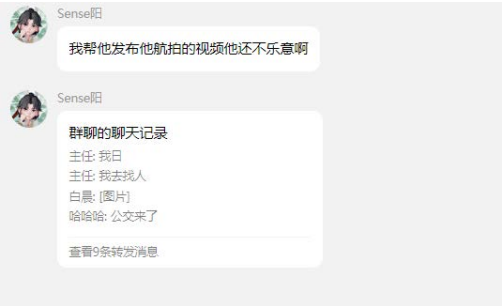 Sense阳
我帮他发布他航拍的视频他还不乐意啊
Sense阳
群聊的聊天记录
主任: 我日
主任: 我去找人
白晨: [图片]
哈哈哈: 公交来了
查看9条转发消息